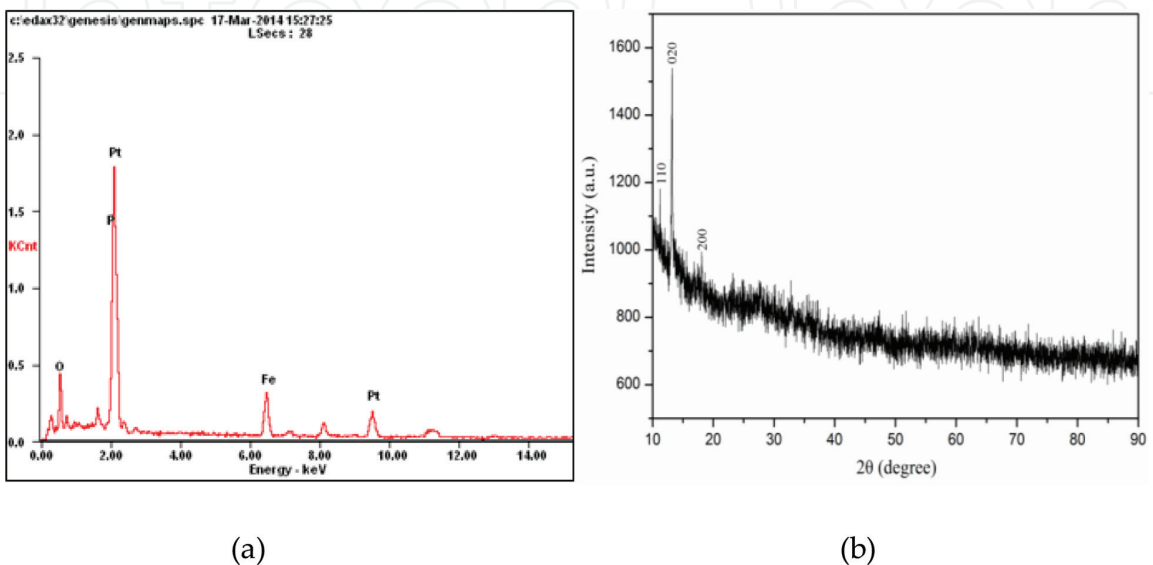 c:\edax32\genesis\genmaps.spc 17-Mar-2014 15:27:25
LSecs : 28
2.5
2.0
1.5
KCnt
1.0
0.5
0.0
Pt
P
O
Fe
Pt
0.00 2.00 4.00 6.00 8.00 10.00 12.00 14.00
Energy - keV
(a)
1600
1400
1200
1000
800
600
Intensity (a.u.)
110
020
200
10 20 30 40 50 60 70 80 90
2θ (degree)
(b)